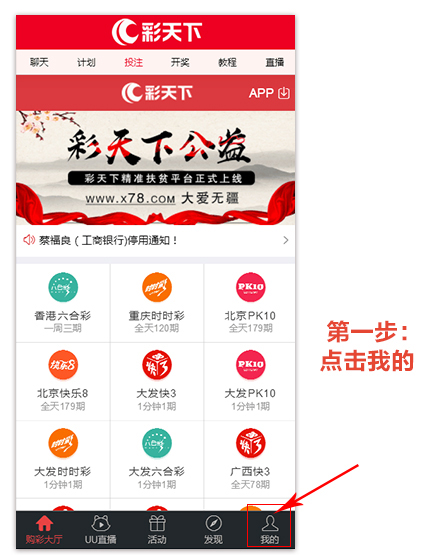 彩天下
聊天 计划 投注 开奖 教程 直播
彩天下 APP
彩天下公益
彩天下精准扶贫平台正式上线
www.x78.com 大爱无疆
蔡福良（工商银行)停用通知！
香港六合彩 重庆时时彩 北京PK10
一周三期 全天120期 全天179期
北京快乐8 大发快3 大发PK10
全天179期 1分钟1期 1分钟1期
大发时时彩 大发六合彩 广西快3
1分钟1期 1分钟1期 全天78期
购彩大厅 UU直播 活动 发现 我的
第一步：
点击我的